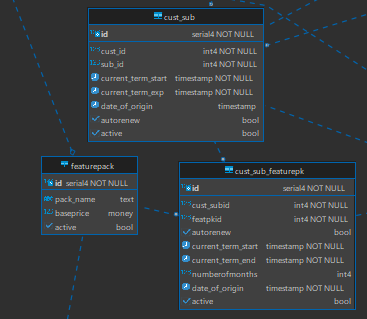 cust_sub
id serial4 NOT NULL
cust_id int4 NOT NULL
sub_id int4 NOT NULL
current_term_start timestamp NOT NULL
current_term_exp timestamp NOT NULL
date_of_origin timestamp
autorenew bool
active bool
featurepack
id serial4 NOT NULL
pack_name text
baseprice money
active bool
cust_sub_featurepk
id serial4 NOT NULL
cust_subid int4 NOT NULL
featpkid int4 NOT NULL
autorenew bool
current_term_start timestamp NOT NULL
current_term_end timestamp NOT NULL
numberofmonths int4
date_of_origin timestamp NOT NULL
active bool